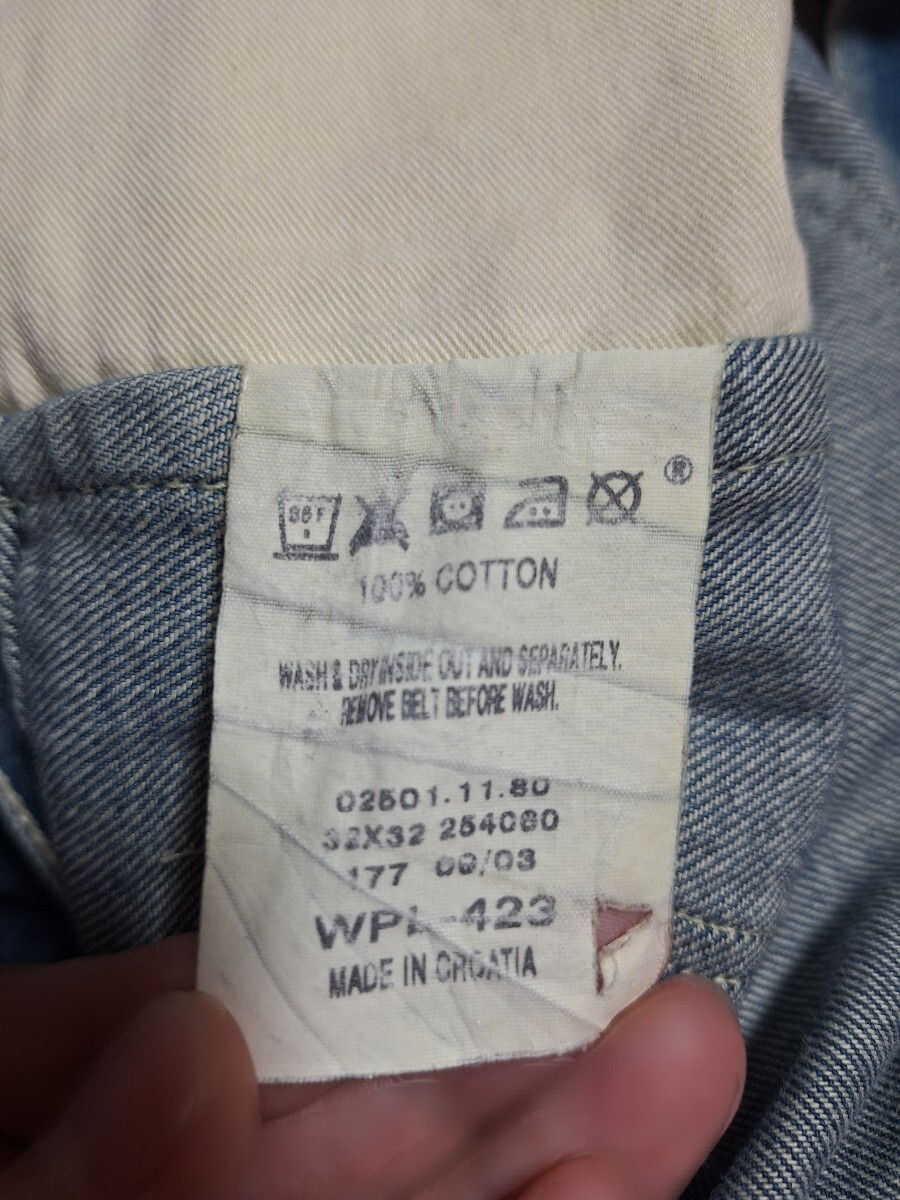 ®
100% COTTON
WASH & DRY INSIDE OUT AND SEPARATELY.
REMOVE BELT BEFORE WASH.
02501.11.80
32X32 254080
177 09/03
WPL-423
MADE IN CROATIA